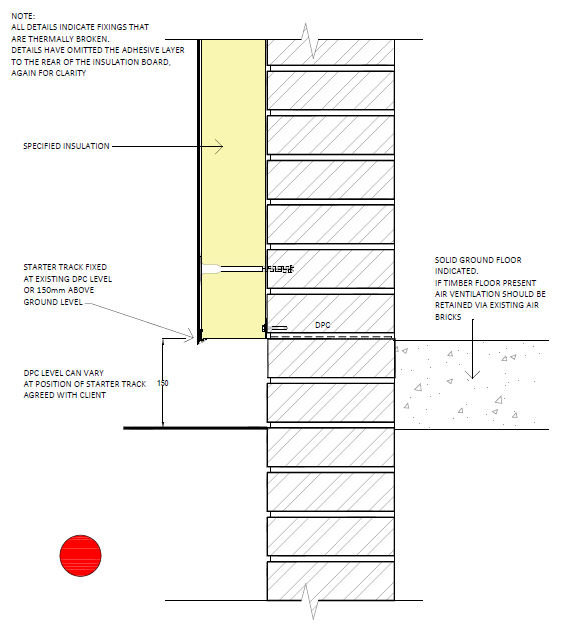 NOTE:
ALL DETAILS INDICATE FIXINGS THAT
ARE THERMALLY BROKEN.
DETAILS HAVE OMITTED THE ADHESIVE LAYER
TO THE REAR OF THE INSULATION BOARD,
AGAIN FOR CLARITY
SPECIFIED INSULATION
STARTER TRACK FIXED
AT EXISTING DPC LEVEL
OR 150mm ABOVE
GROUND LEVEL
SOLID GROUND FLOOR
INDICATED.
IF TIMBER FLOOR PRESENT
AIR VENTILATION SHOULD BE
RETAINED VIA EXISTING AIR
BRICKS
DPC
DPC LEVEL CAN VARY
AT POSITION OF STARTER TRACK
AGREED WITH CLIENT
150